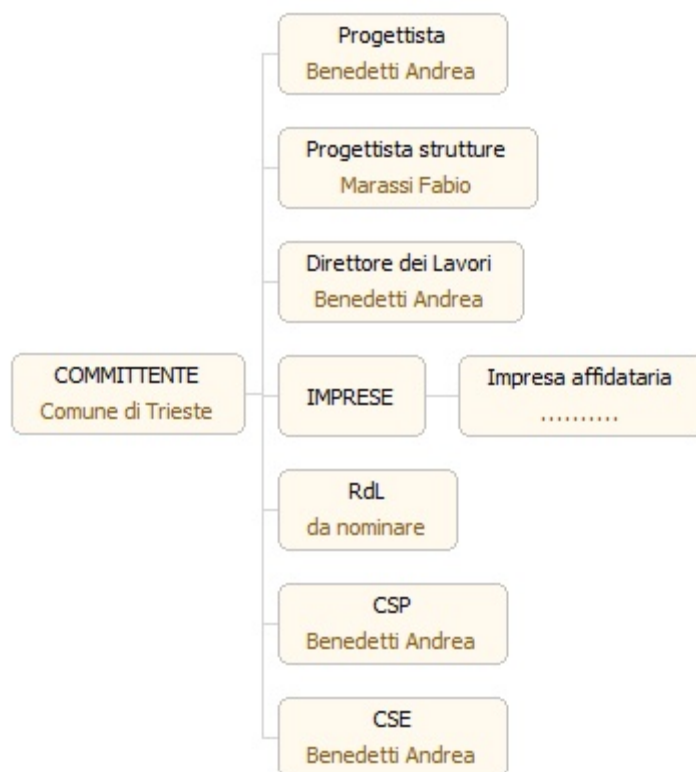 Progettista
Benedetti Andrea
Progettista strutture
Marassi Fabio
Direttore dei Lavori
Benedetti Andrea
COMMITTENTE
Comune di Trieste
IMPRESE
Impresa affidataria
..........
RdL
da nominare
CSP
Benedetti Andrea
CSE
Benedetti Andrea